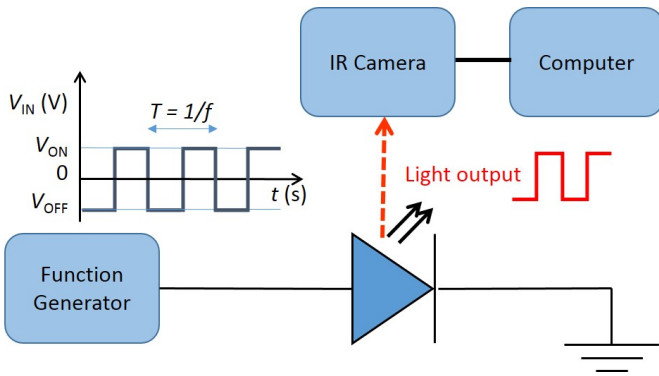 IR Camera
Computer
V_IN (V)
T = 1/f
V_ON
0
V_OFF
t (s)
Light output
Function
Generator